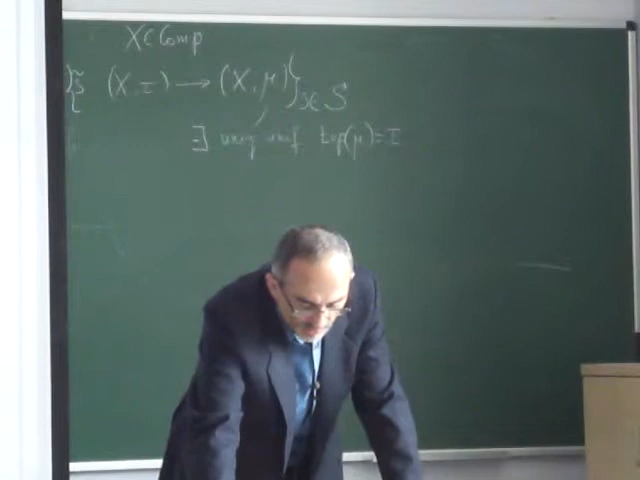 X ∈ Comp
{s̃ (X, τ) → (X, μ)}_{s∈S}
∃ uniq unif top(μ) = τ